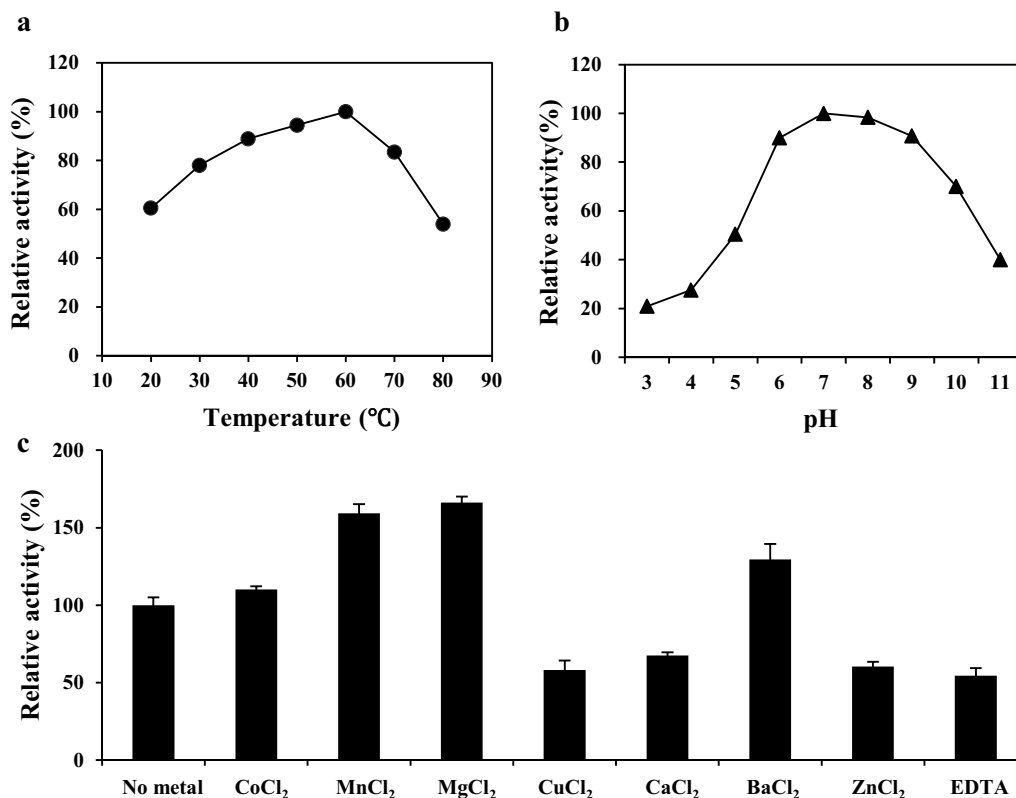 a
120
100
80
60
40
20
0
Relative activity (%)
10 20 30 40 50 60 70 80 90
Temperature (℃)
b
120
100
80
60
40
20
0
Relative activity(%)
3 4 5 6 7 8 9 10 11
pH
c
200
150
100
50
0
Relative activity (%)
No metal CoCl₂ MnCl₂ MgCl₂ CuCl₂ CaCl₂ BaCl₂ ZnCl₂ EDTA